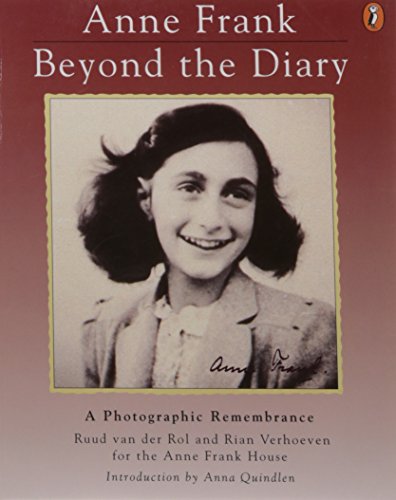 Anne Frank
Beyond the Diary
Anne Frank.
A Photographic Remembrance
Ruud van der Rol and Rian Verhoeven
for the Anne Frank House
Introduction by Anna Quindlen